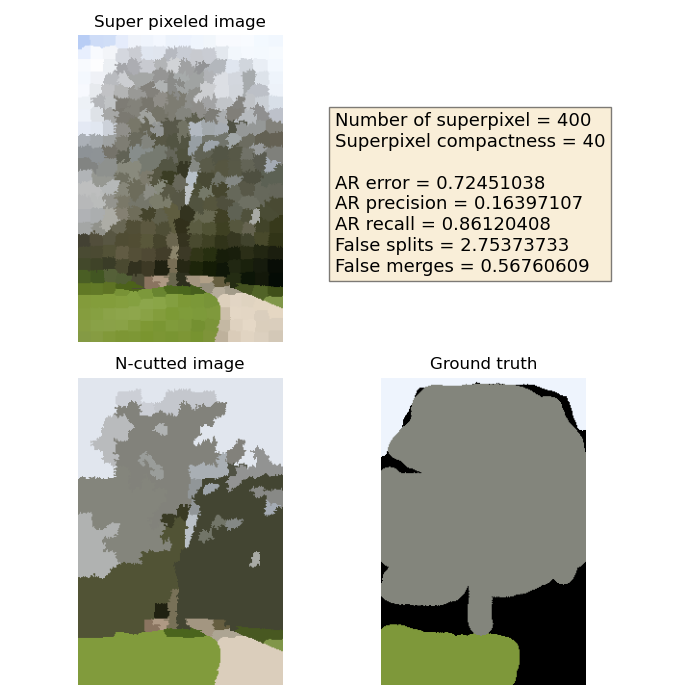 Super pixeled image
Number of superpixel = 400
Superpixel compactness = 40
AR error = 0.72451038
AR precision = 0.16397107
AR recall = 0.86120408
False splits = 2.75373733
False merges = 0.56760609
N-cutted image
Ground truth